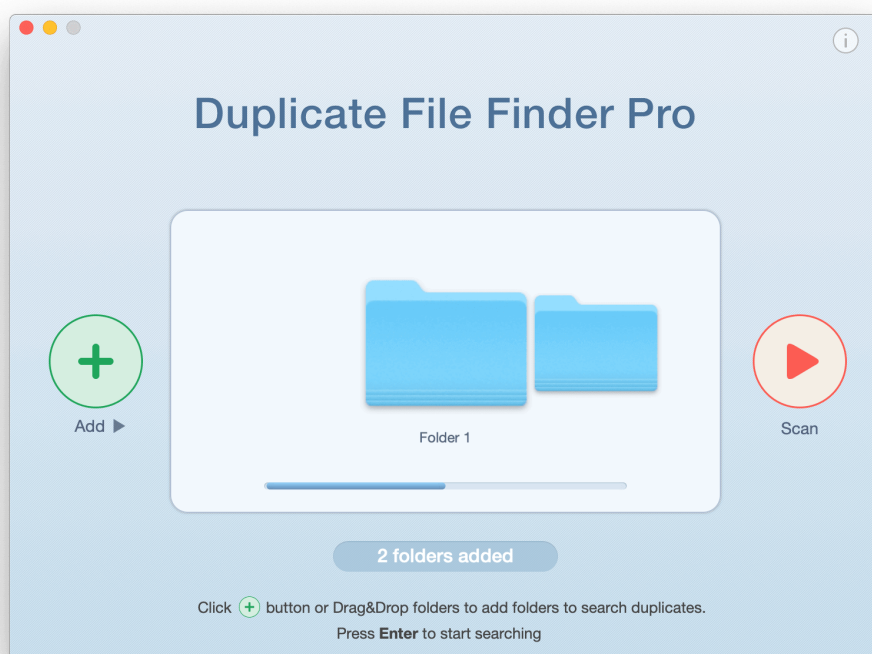 Duplicate File Finder Pro
Add
Folder 1
Scan
2 folders added
Click + button or Drag&Drop folders to add folders to search duplicates.
Press Enter to start searching